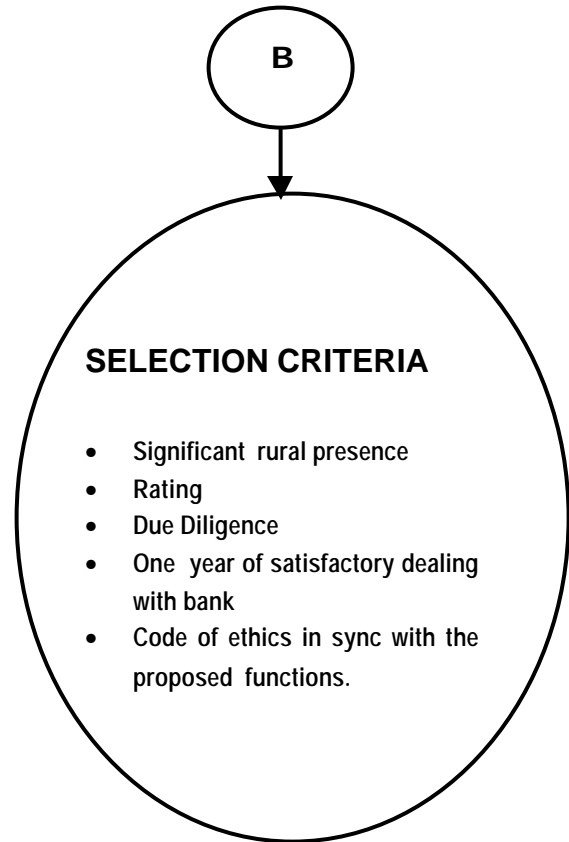 B
SELECTION CRITERIA
• Significant rural presence
• Rating
• Due Diligence
• One year of satisfactory dealing
with bank
• Code of ethics in sync with the
proposed functions.